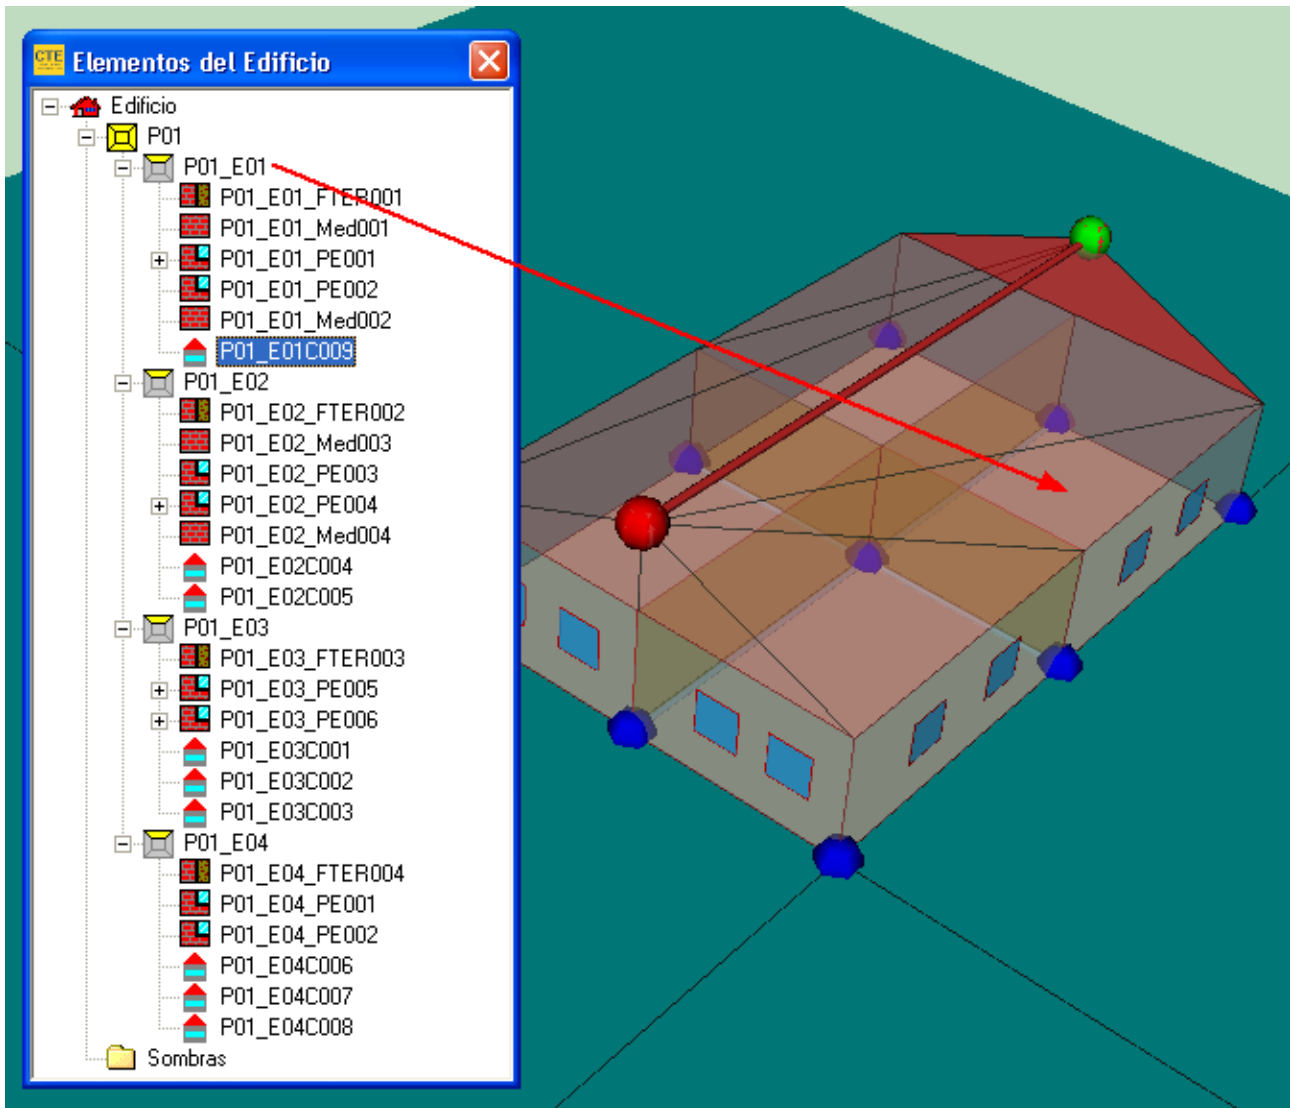 CTE Elementos del Edificio
Edificio
P01
P01_E01
P01_E01_FTER001
P01_E01_Med001
P01_E01_PE001
P01_E01_PE002
P01_E01_Med002
P01_E01C009
P01_E02
P01_E02_FTER002
P01_E02_Med003
P01_E02_PE003
P01_E02_PE004
P01_E02_Med004
P01_E02C004
P01_E02C005
P01_E03
P01_E03_FTER003
P01_E03_PE005
P01_E03_PE006
P01_E03C001
P01_E03C002
P01_E03C003
P01_E04
P01_E04_FTER004
P01_E04_PE001
P01_E04_PE002
P01_E04C006
P01_E04C007
P01_E04C008
Sombras